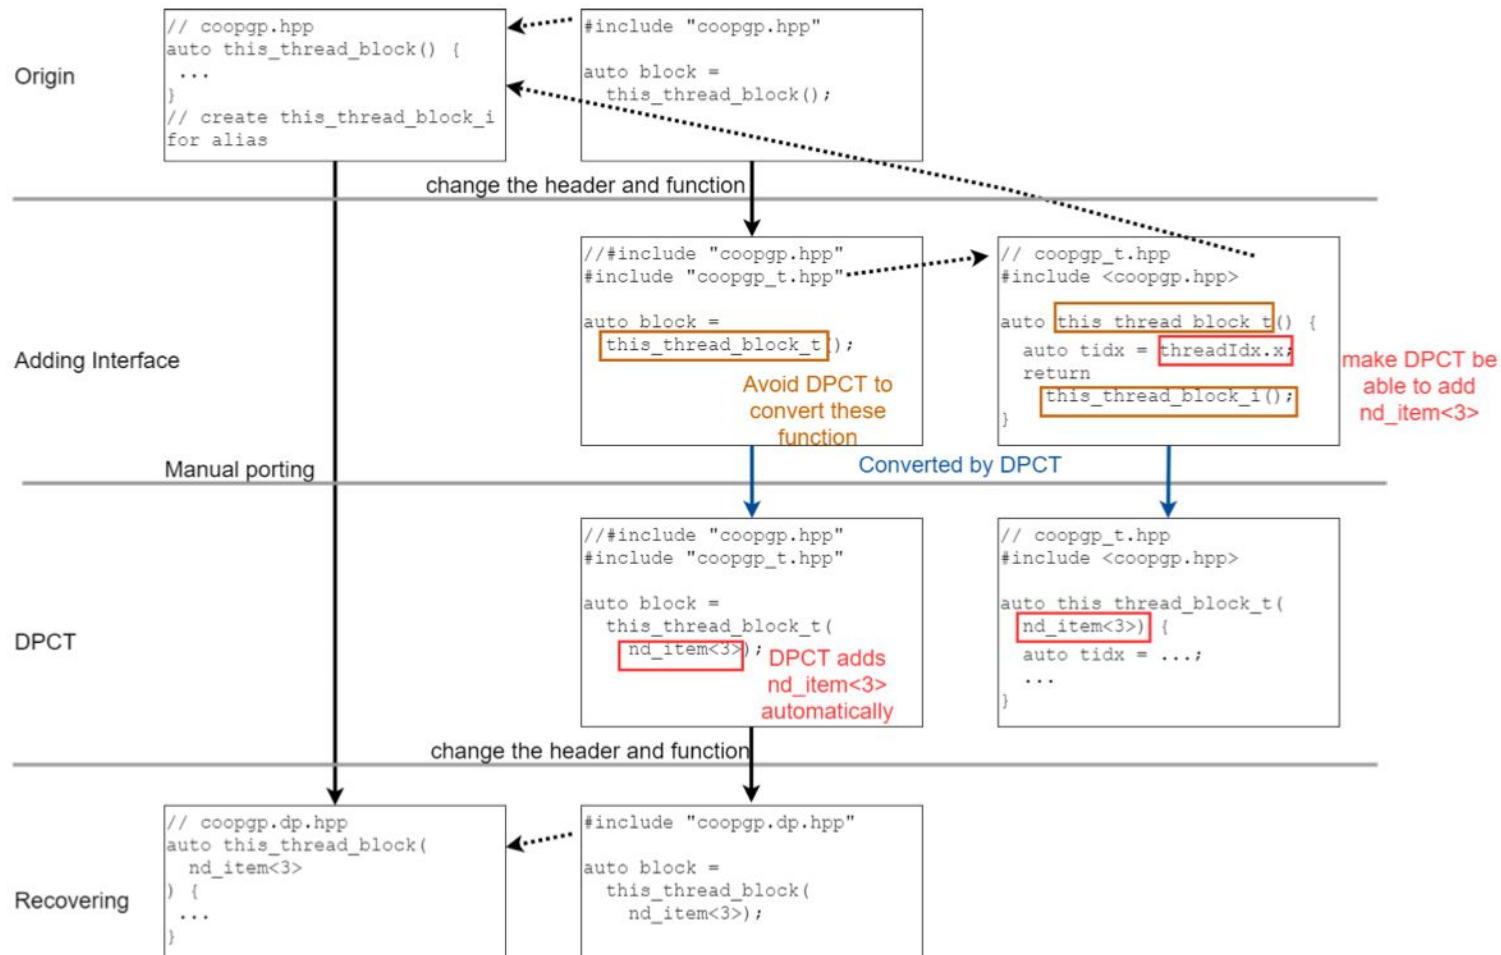 Origin
// coopgp.hpp
auto this_thread_block() {
...
}
// create this_thread_block_i
for alias
#include "coopgp.hpp"
auto block =
this_thread_block();
change the header and function
Adding Interface
//#include "coopgp.hpp"
#include "coopgp_t.hpp"
auto block =
this_thread_block_t();
Avoid DPCT to
convert these
function
// coopgp_t.hpp
#include <coopgp.hpp>
auto this_thread_block_t() {
auto tidx = threadIdx.x;
return
this_thread_block_i();
}
make DPCT be
able to add
nd_item<3>
Manual porting
Converted by DPCT
DPCT
//#include "coopgp.hpp"
#include "coopgp_t.hpp"
auto block =
this_thread_block_t(
nd_item<3>);
DPCT adds
nd_item<3>
automatically
// coopgp_t.hpp
#include <coopgp.hpp>
auto this_thread_block_t(
nd_item<3>) {
auto tidx = ...;
...
}
change the header and function
Recovering
// coopgp.dp.hpp
auto this_thread_block(
nd_item<3>
) {
...
}
#include "coopgp.dp.hpp"
auto block =
this_thread_block(
nd_item<3>);